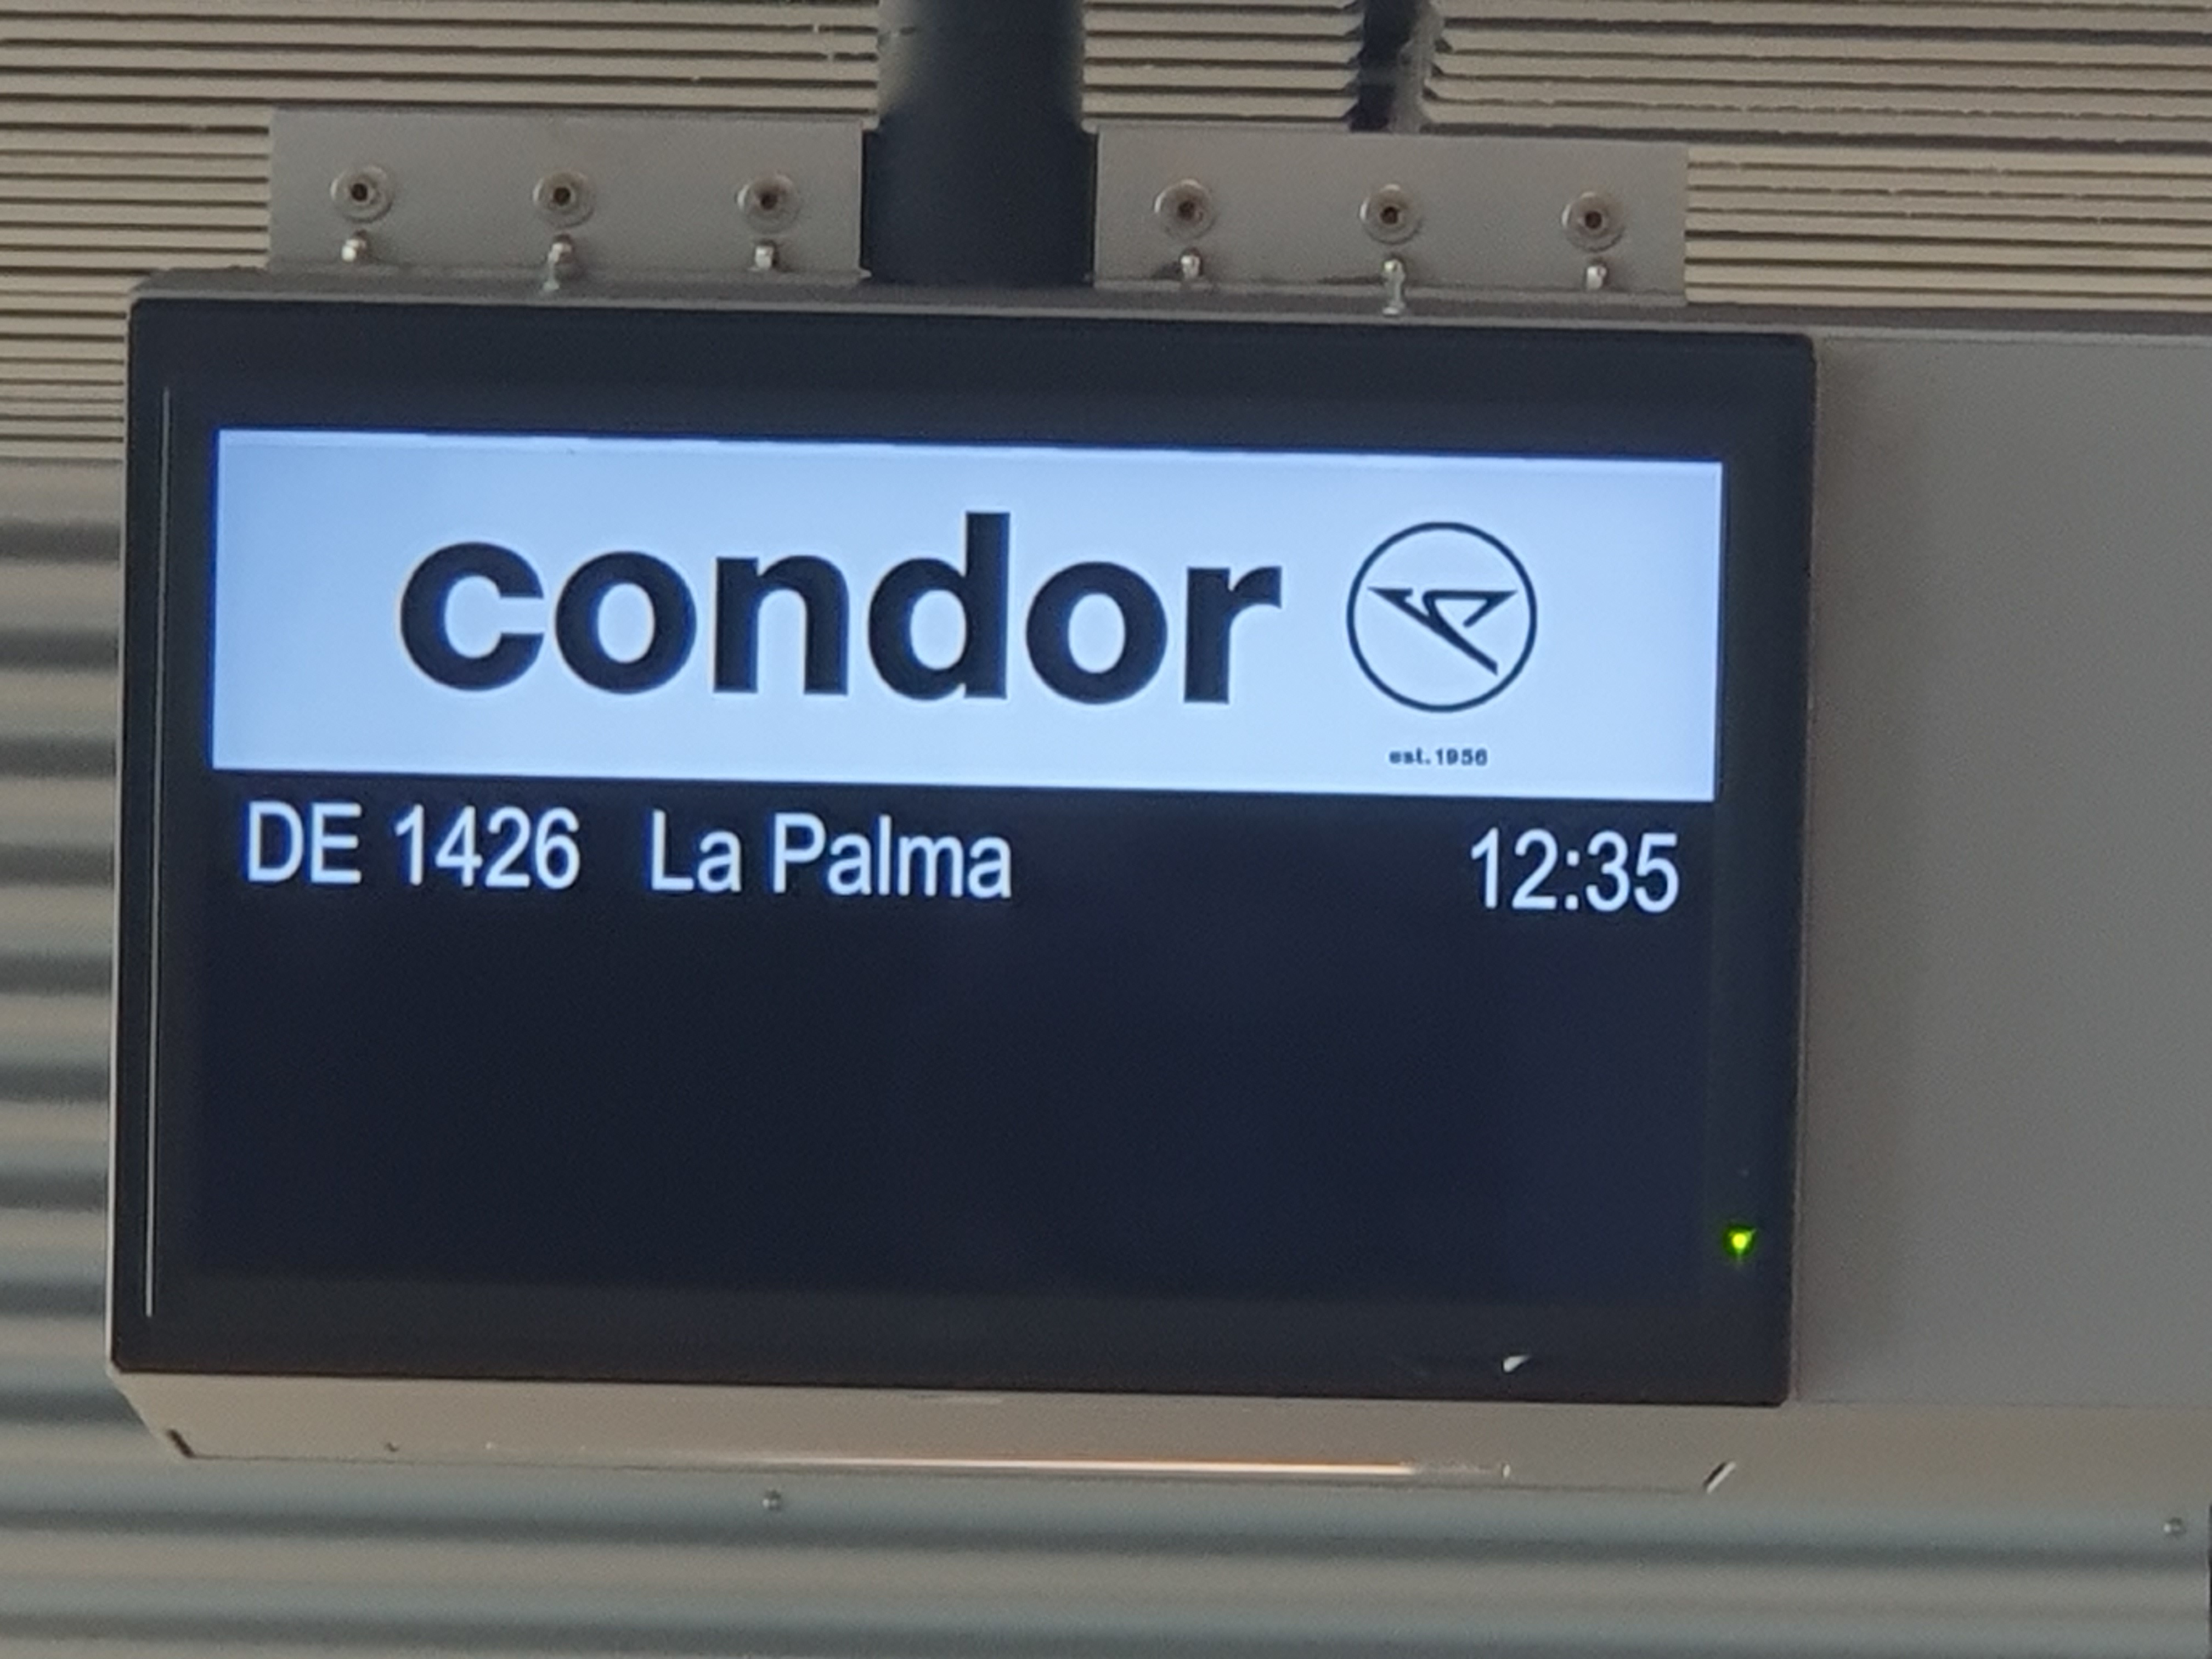 condor
est. 1956
DE 1426 La Palma 12:35